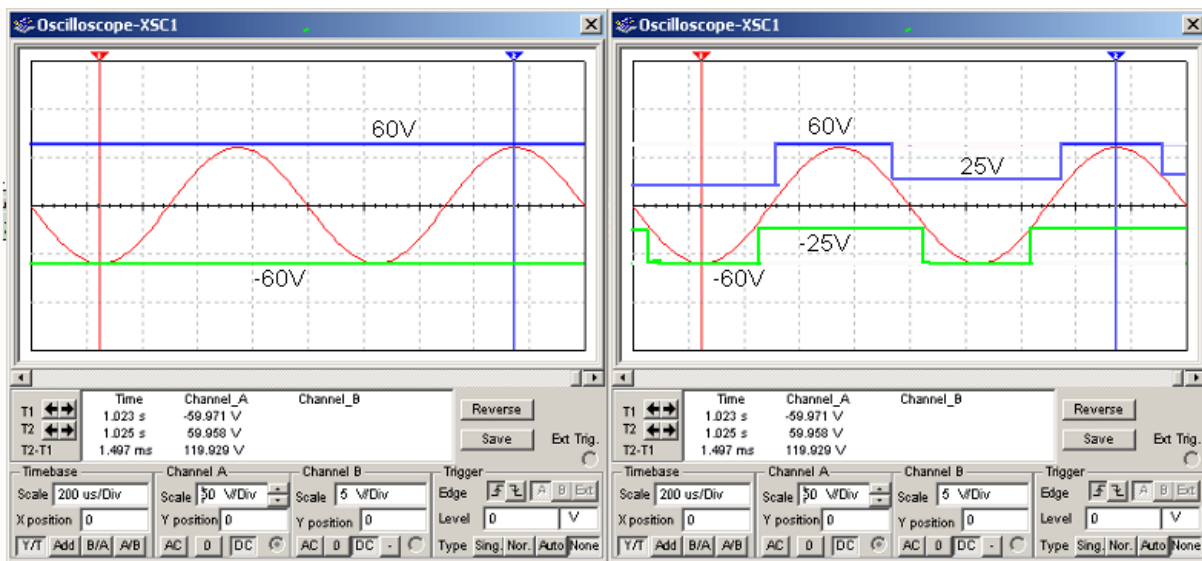 Oscilloscope-XSC1
60V
-60V
Time Channel_A Channel_B
T1 1.023 s -59.971 V
T2 1.025 s 59.958 V
T2-T1 1.497 ms 119.929 V
Reverse
Save
Ext Trig.
Timebase
Scale 200 us/Div
X position 0
Y/T Add B/A A/B
Channel A
Scale 50 V/Div
Y position 0
AC 0 DC
Channel B
Scale 5 V/Div
Y position 0
AC 0 DC -
Trigger
Edge A B Ext
Level 0 V
Type Sing. Nor. Auto None
Oscilloscope-XSC1
60V
25V
-25V
-60V
Time Channel_A Channel_B
T1 1.023 s -59.971 V
T2 1.025 s 59.958 V
T2-T1 1.497 ms 119.929 V
Reverse
Save
Ext Trig.
Timebase
Scale 200 us/Div
X position 0
Y/T Add B/A A/B
Channel A
Scale 50 V/Div
Y position 0
AC 0 DC
Channel B
Scale 5 V/Div
Y position 0
AC 0 DC -
Trigger
Edge A B Ext
Level 0 V
Type Sing. Nor. Auto None